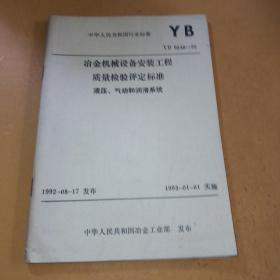 中华人民共和国行业标准
YB
冶金机械设备安装工程
质量检验评定标准
液压、气动和润滑系统
1992-08-17 发布
1993-01-01 实施
中华人民共和国冶金工业部 发布